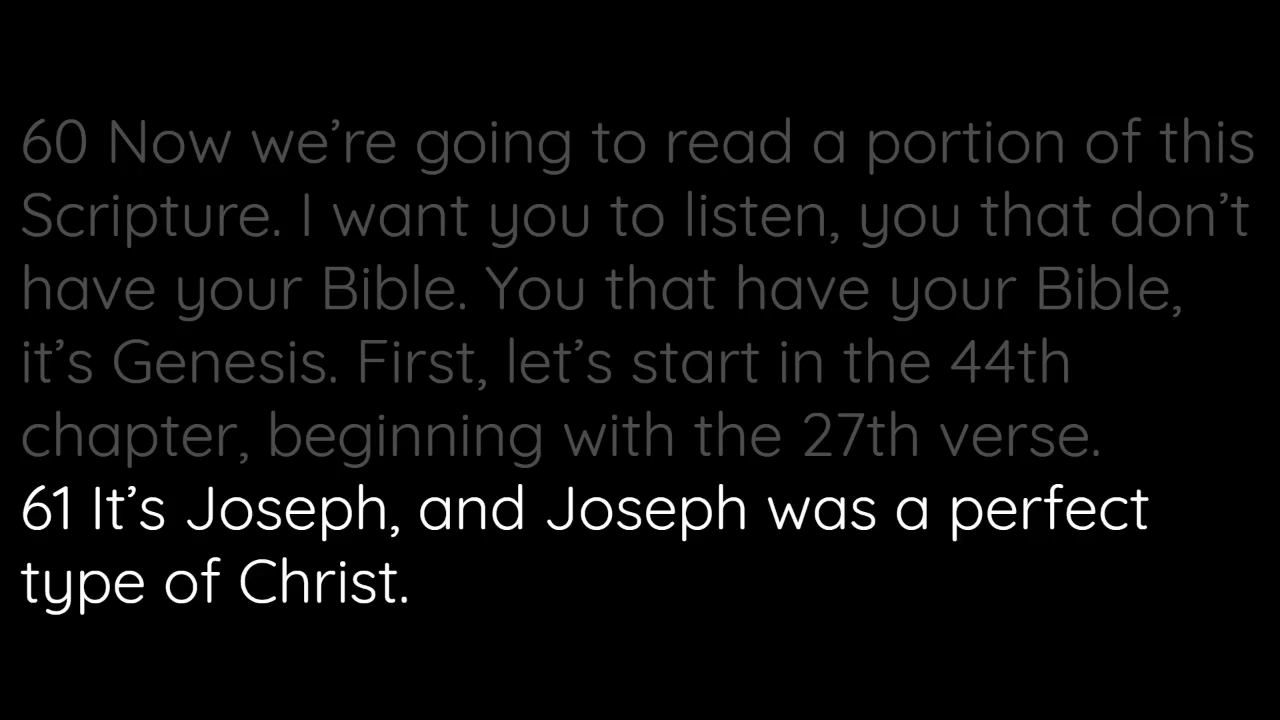 60 Now we’re going to read a portion of this
Scripture. I want you to listen, you that don’t
have your Bible. You that have your Bible,
it’s Genesis. First, let’s start in the 44th
chapter, beginning with the 27th verse.
61 It’s Joseph, and Joseph was a perfect
type of Christ.